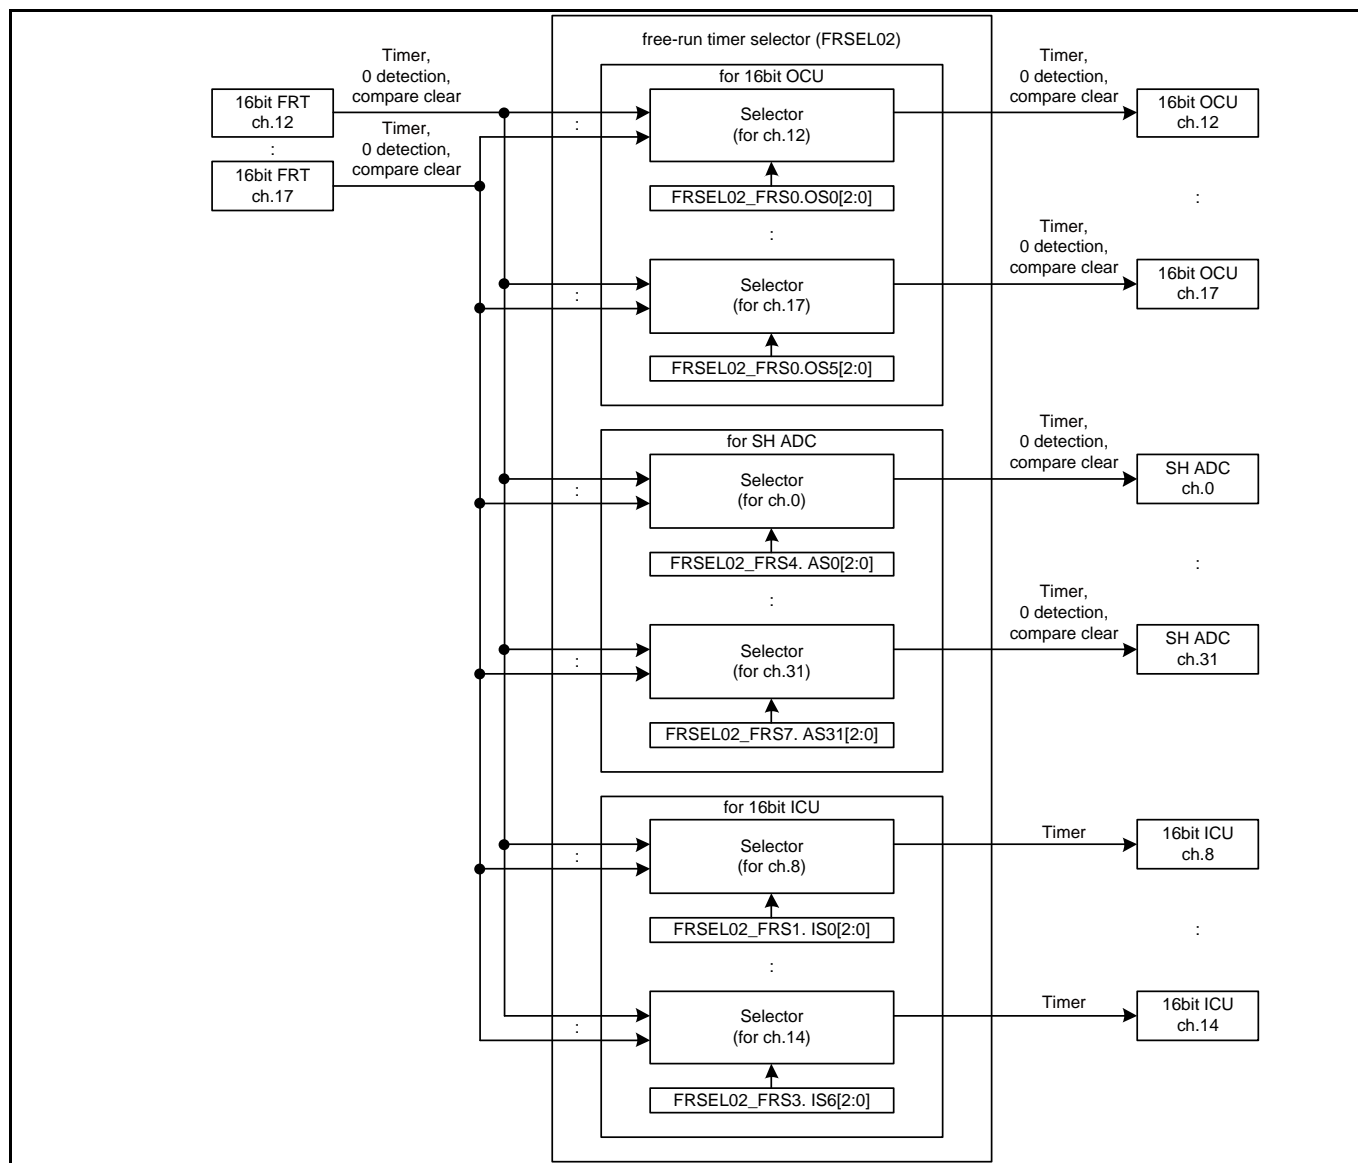 free-run timer selector (FRSEL02)
Timer,
0 detection,
compare clear
16bit FRT
ch.12
:
16bit FRT
ch.17
Timer,
0 detection,
compare clear
for 16bit OCU
:
Selector
(for ch.12)
FRSEL02_FRS0.OS0[2:0]
:
:
Selector
(for ch.17)
FRSEL02_FRS0.OS5[2:0]
Timer,
0 detection,
compare clear
16bit OCU
ch.12
:
Timer,
0 detection,
compare clear
16bit OCU
ch.17
for SH ADC
:
Selector
(for ch.0)
FRSEL02_FRS4. AS0[2:0]
:
:
Selector
(for ch.31)
FRSEL02_FRS7. AS31[2:0]
Timer,
0 detection,
compare clear
SH ADC
ch.0
:
Timer,
0 detection,
compare clear
SH ADC
ch.31
for 16bit ICU
:
Selector
(for ch.8)
FRSEL02_FRS1. IS0[2:0]
:
:
Selector
(for ch.14)
FRSEL02_FRS3. IS6[2:0]
Timer
16bit ICU
ch.8
:
Timer
16bit ICU
ch.14